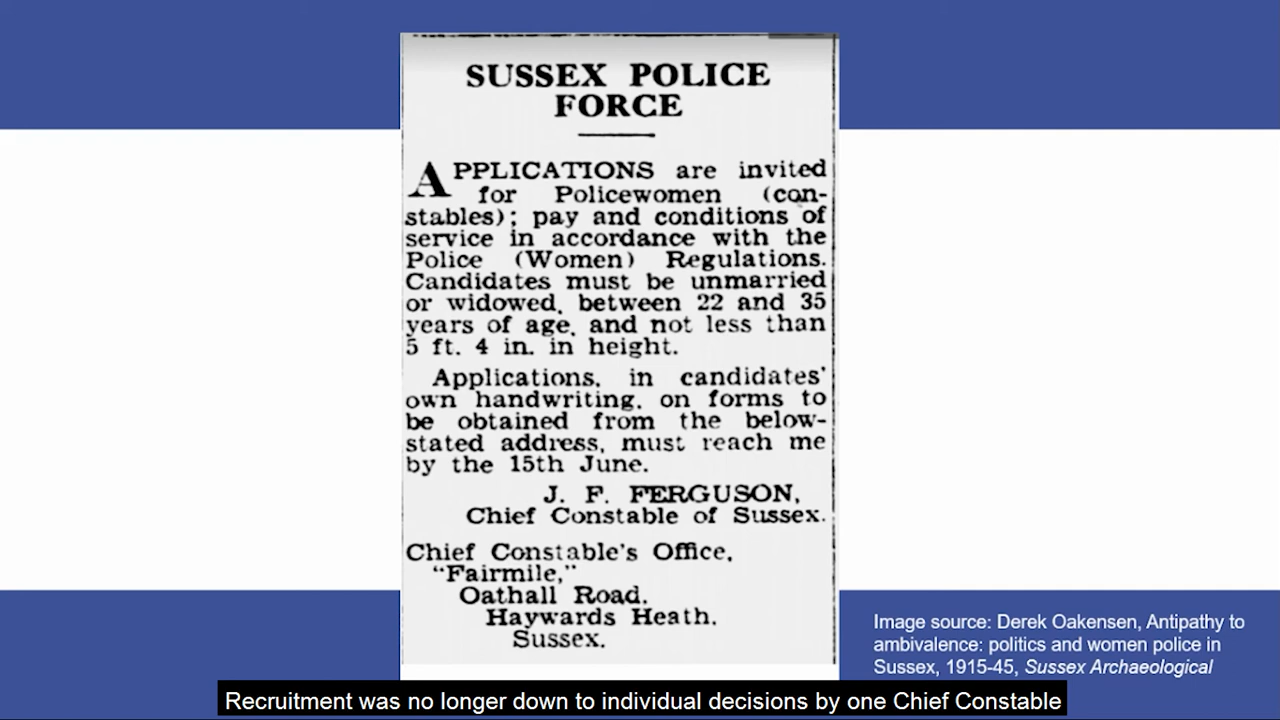 SUSSEX POLICE
FORCE
APPLICATIONS are invited
for Policewomen (con-
stables); pay and conditions of
service in accordance with the
Police (Women) Regulations.
Candidates must be unmarried
or widowed, between 22 and 35
years of age, and not less than
5 ft. 4 in. in height.
Applications, in candidates'
own handwriting, on forms to
be obtained from the below-
stated address, must reach me
by the 15th June.
J. F. FERGUSON,
Chief Constable of Sussex.
Chief Constable's Office,
"Fairmile,"
Oathall Road,
Haywards Heath,
Sussex.
Image source: Derek Oakensen, Antipathy to
ambivalence: politics and women police in
Sussex, 1915-45, Sussex Archaeological
Recruitment was no longer down to individual decisions by one Chief Constable